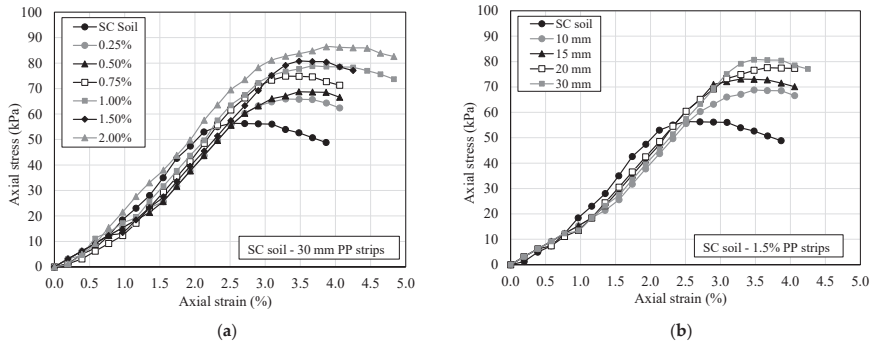 100
90
80
70
60
50
40
30
20
10
0
Axial stress (kPa)
SC Soil
0.25%
0.50%
0.75%
1.00%
1.50%
2.00%
SC soil - 30 mm PP strips
0.0 0.5 1.0 1.5 2.0 2.5 3.0 3.5 4.0 4.5 5.0
Axial strain (%)
(a)
100
90
80
70
60
50
40
30
20
10
0
Axial stress (kPa)
SC soil
10 mm
15 mm
20 mm
30 mm
SC soil - 1.5% PP strips
0.0 0.5 1.0 1.5 2.0 2.5 3.0 3.5 4.0 4.5 5.0
Axial strain (%)
(b)